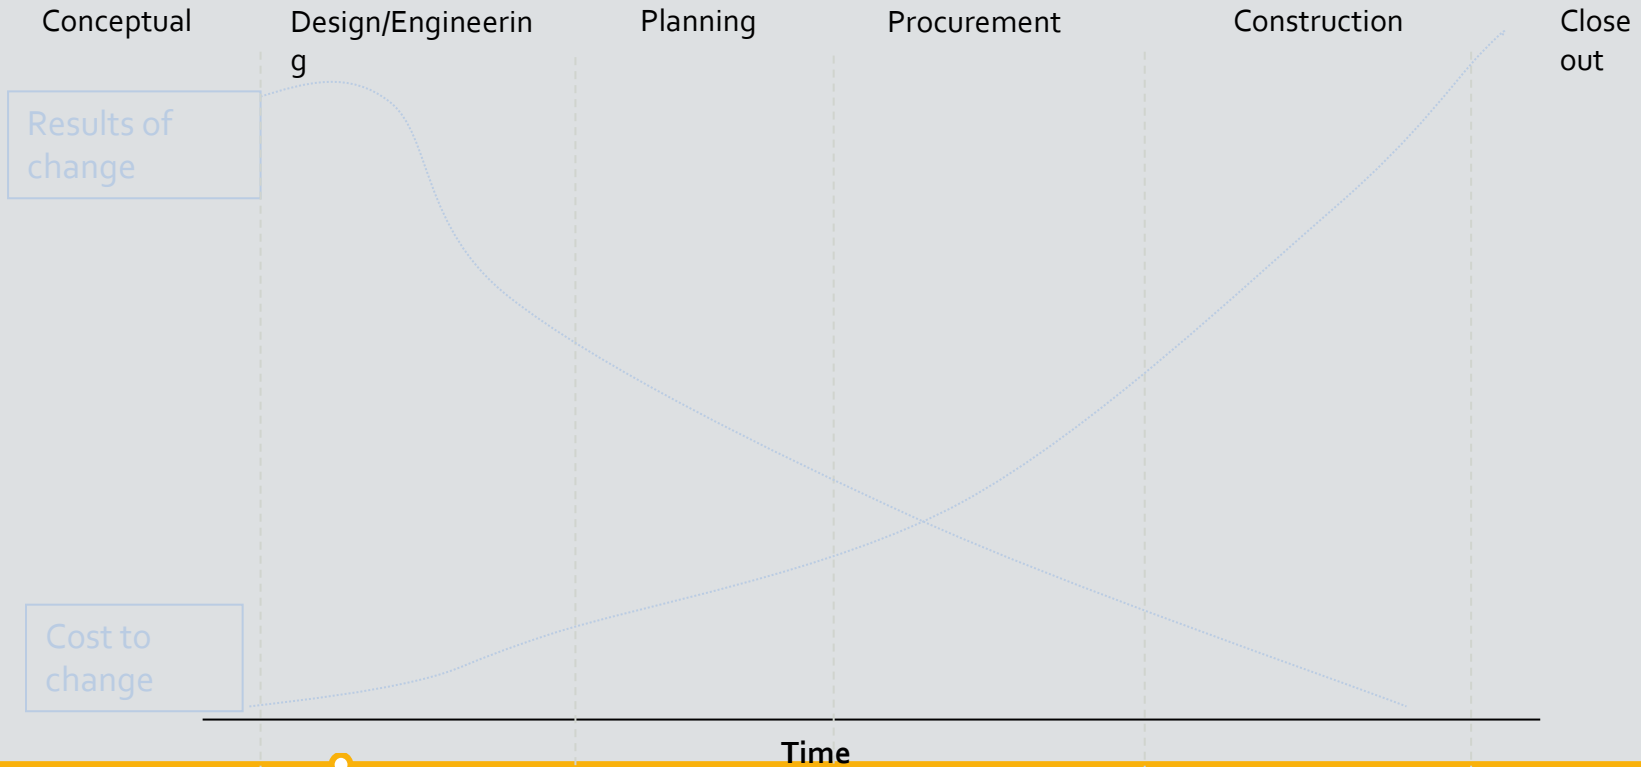 Conceptual
Design/Engineerin
g
Planning
Procurement
Construction
Close
out
Results of
change
Cost to
change
Time